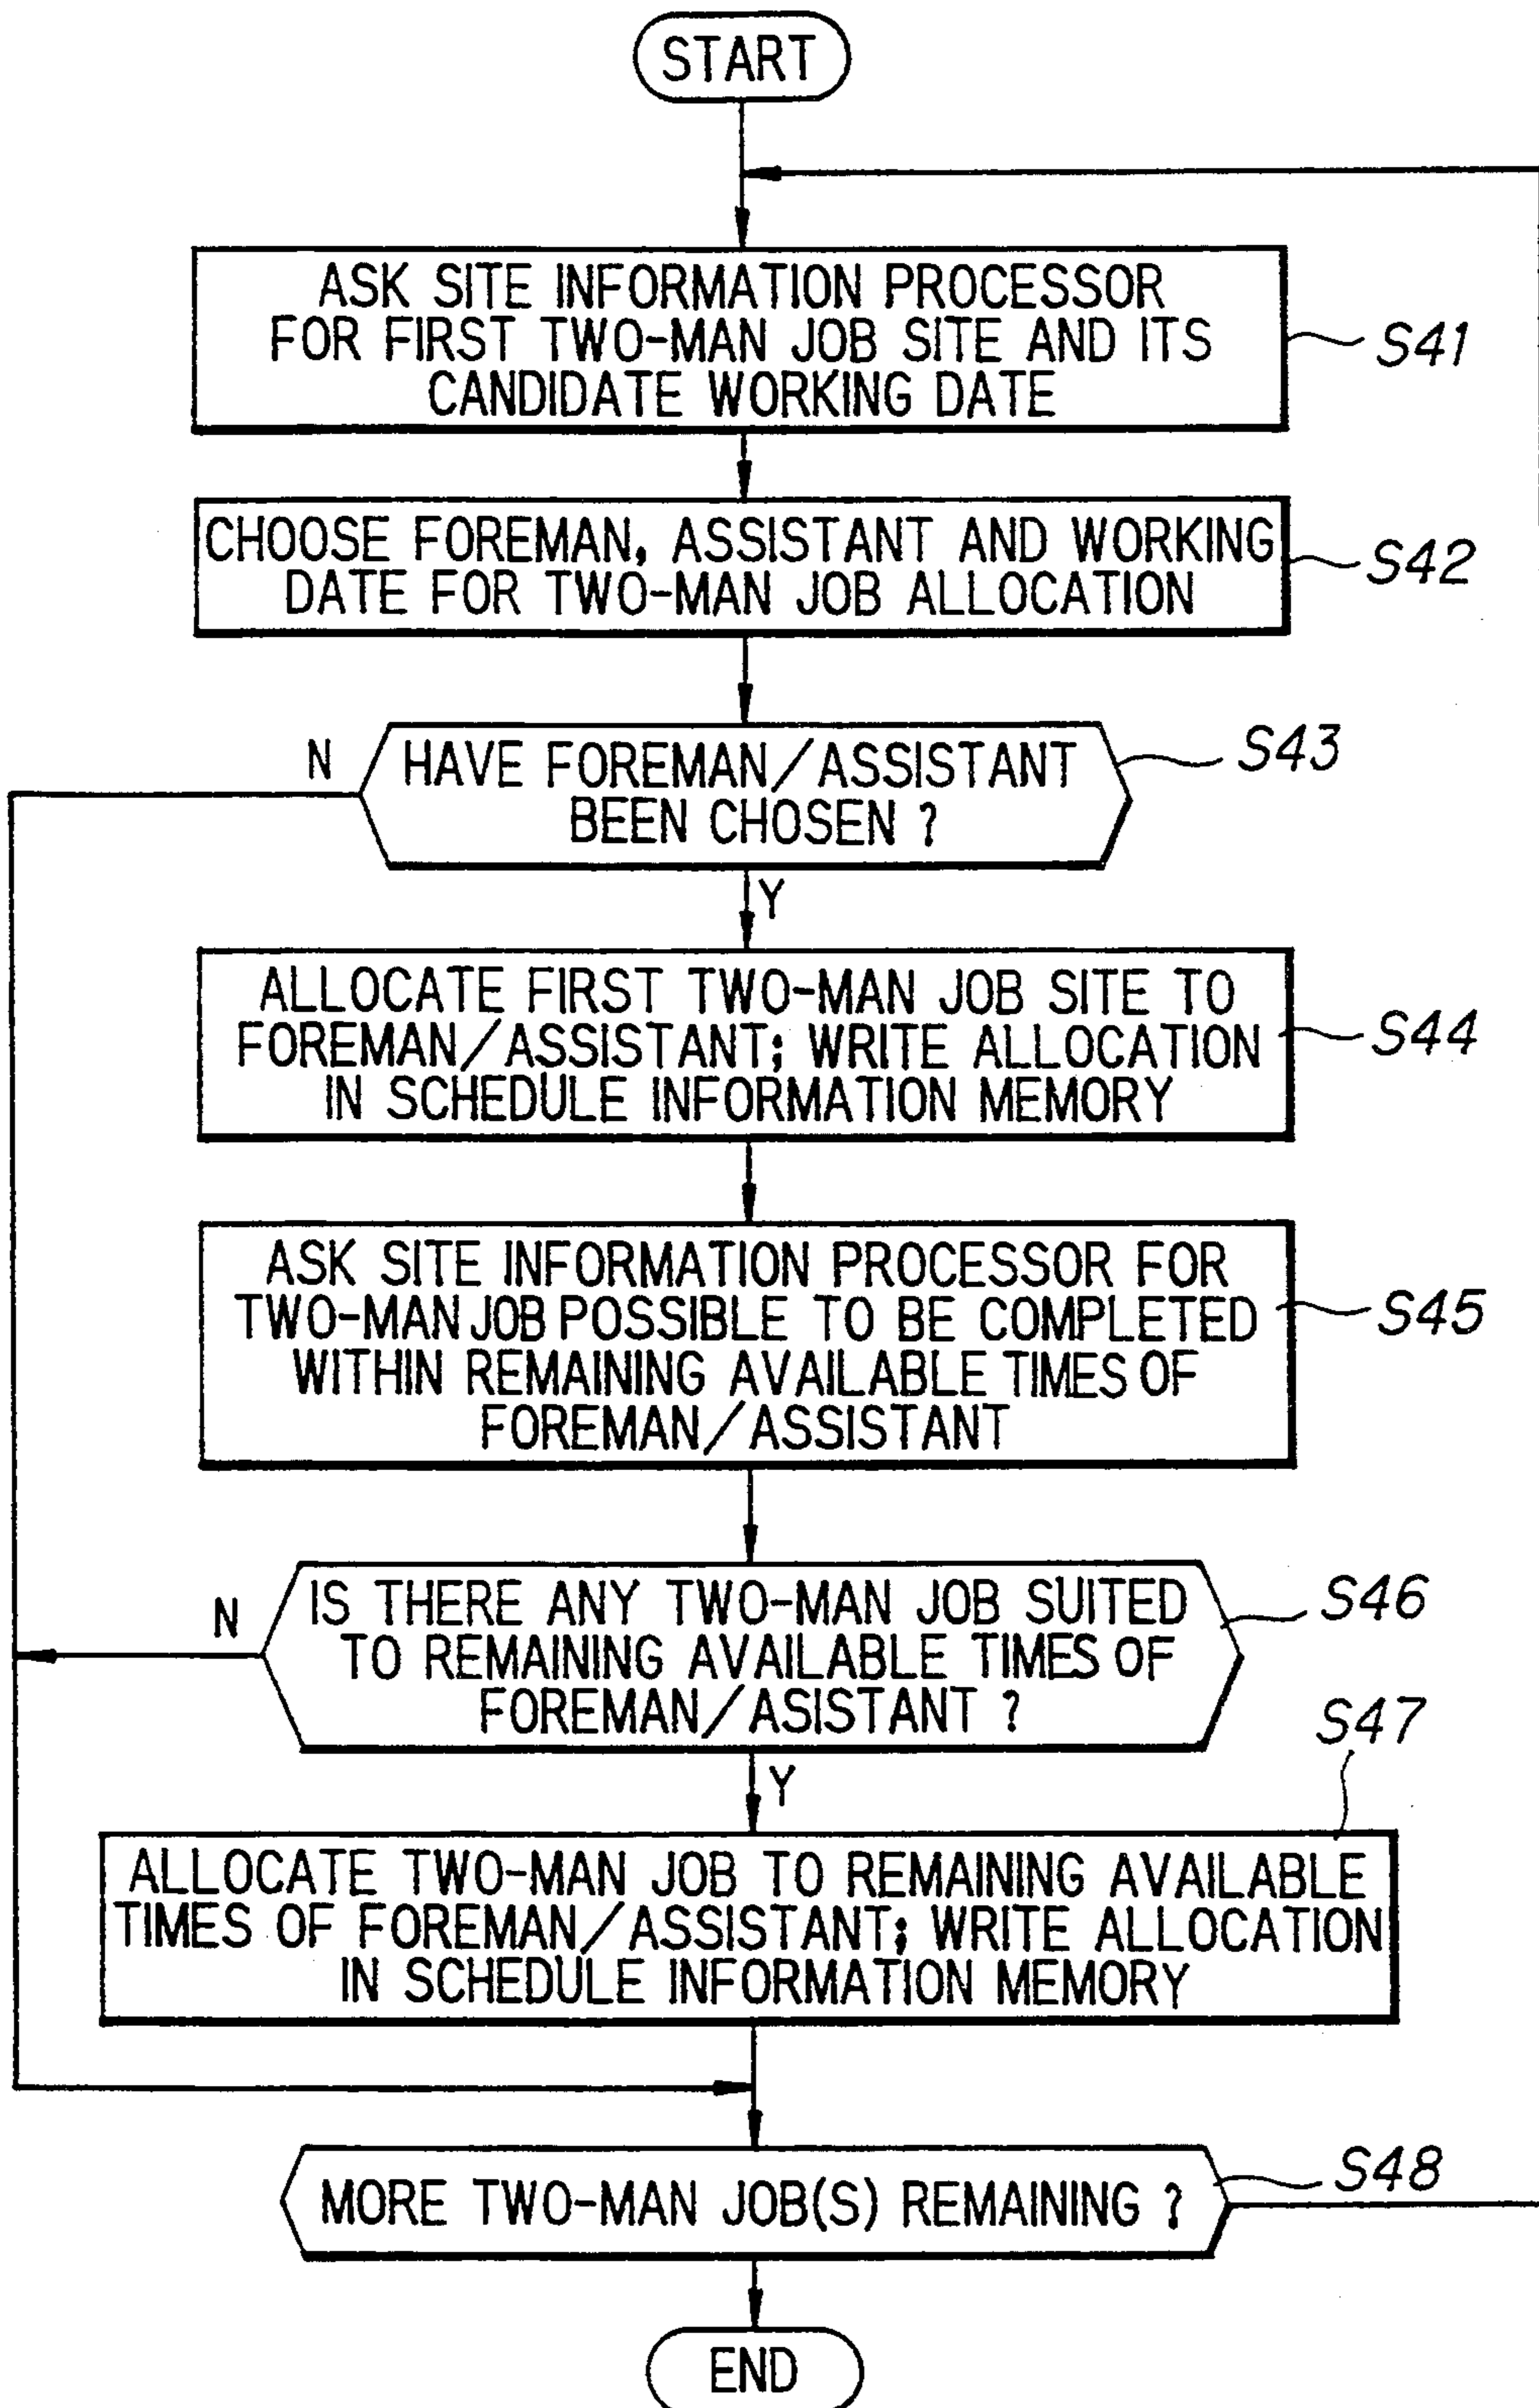 START
ASK SITE INFORMATION PROCESSOR
FOR FIRST TWO-MAN JOB SITE AND ITS
CANDIDATE WORKING DATE
S41
CHOOSE FOREMAN, ASSISTANT AND WORKING
DATE FOR TWO-MAN JOB ALLOCATION
S42
N
HAVE FOREMAN/ASSISTANT
BEEN CHOSEN ?
S43
Y
ALLOCATE FIRST TWO-MAN JOB SITE TO
FOREMAN/ASSISTANT; WRITE ALLOCATION
IN SCHEDULE INFORMATION MEMORY
S44
ASK SITE INFORMATION PROCESSOR FOR
TWO-MAN JOB POSSIBLE TO BE COMPLETED
WITHIN REMAINING AVAILABLE TIMES OF
FOREMAN/ASSISTANT
S45
N
IS THERE ANY TWO-MAN JOB SUITED
TO REMAINING AVAILABLE TIMES OF
FOREMAN/ASISTANT ?
S46
Y
S47
ALLOCATE TWO-MAN JOB TO REMAINING AVAILABLE
TIMES OF FOREMAN/ASSISTANT; WRITE ALLOCATION
IN SCHEDULE INFORMATION MEMORY
MORE TWO-MAN JOB(S) REMAINING ?
S48
END